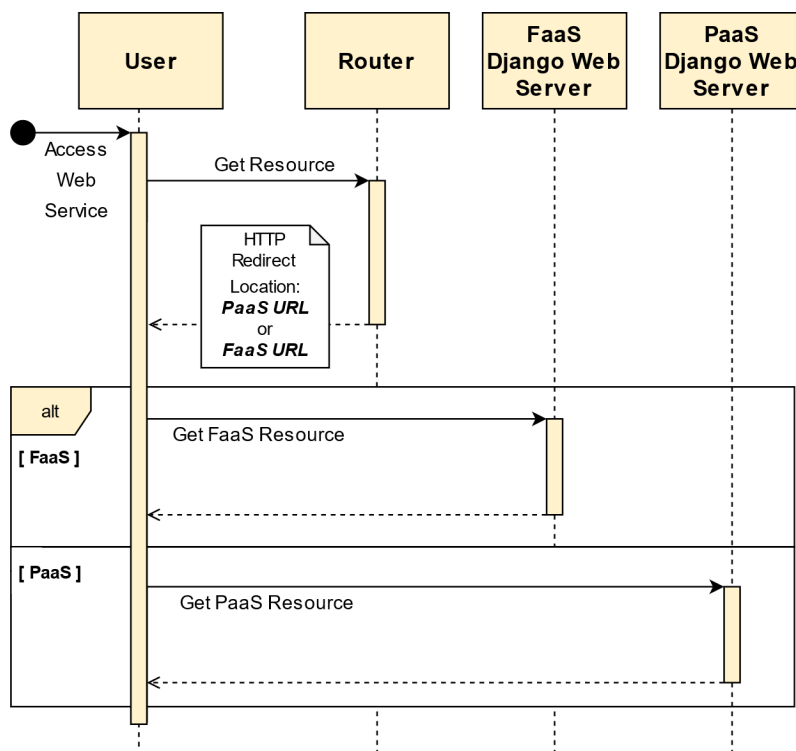 User
Router
FaaS
Django Web
Server
PaaS
Django Web
Server
Access
Web
Service
Get Resource
HTTP
Redirect
Location:
PaaS URL
or
FaaS URL
alt
Get FaaS Resource
[ FaaS ]
[ PaaS ]
Get PaaS Resource